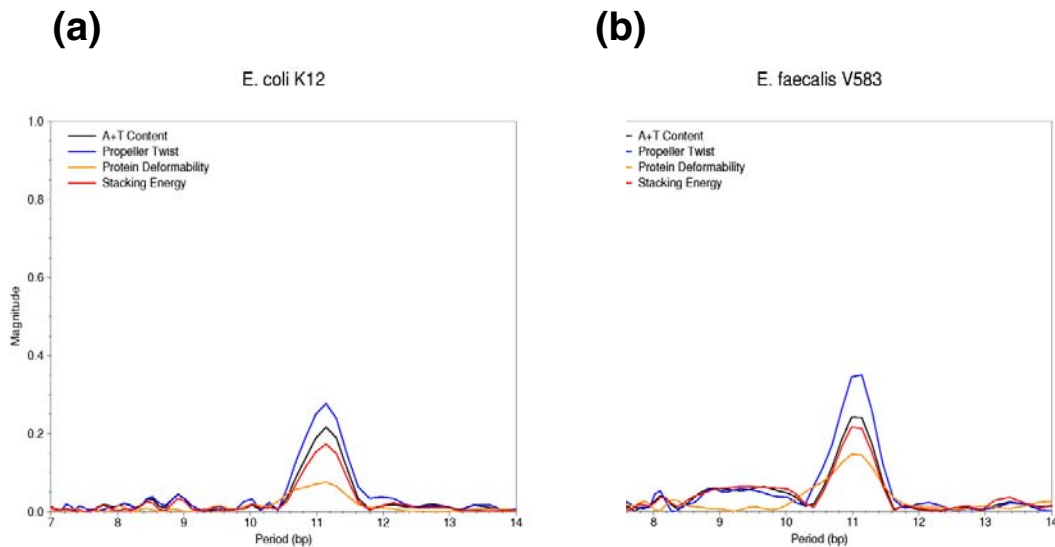 (a)
E. coli K12
1.0
0.8
0.6
0.4
0.2
0.0
Magnitude
A+T Content
Propeller Twist
Protein Deformability
Stacking Energy
7 8 9 10 11 12 13 14
Period (bp)
(b)
E. faecalis V583
A+T Content
Propeller Twist
Protein Deformability
Stacking Energy
8 9 10 11 12 13 14
Period (bp)